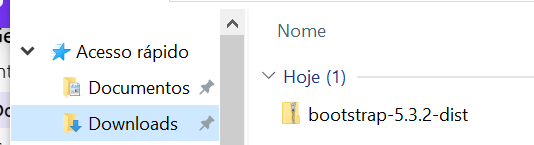 Nome
Acesso rápido
Hoje (1)
Documentos
bootstrap-5.3.2-dist
Downloads